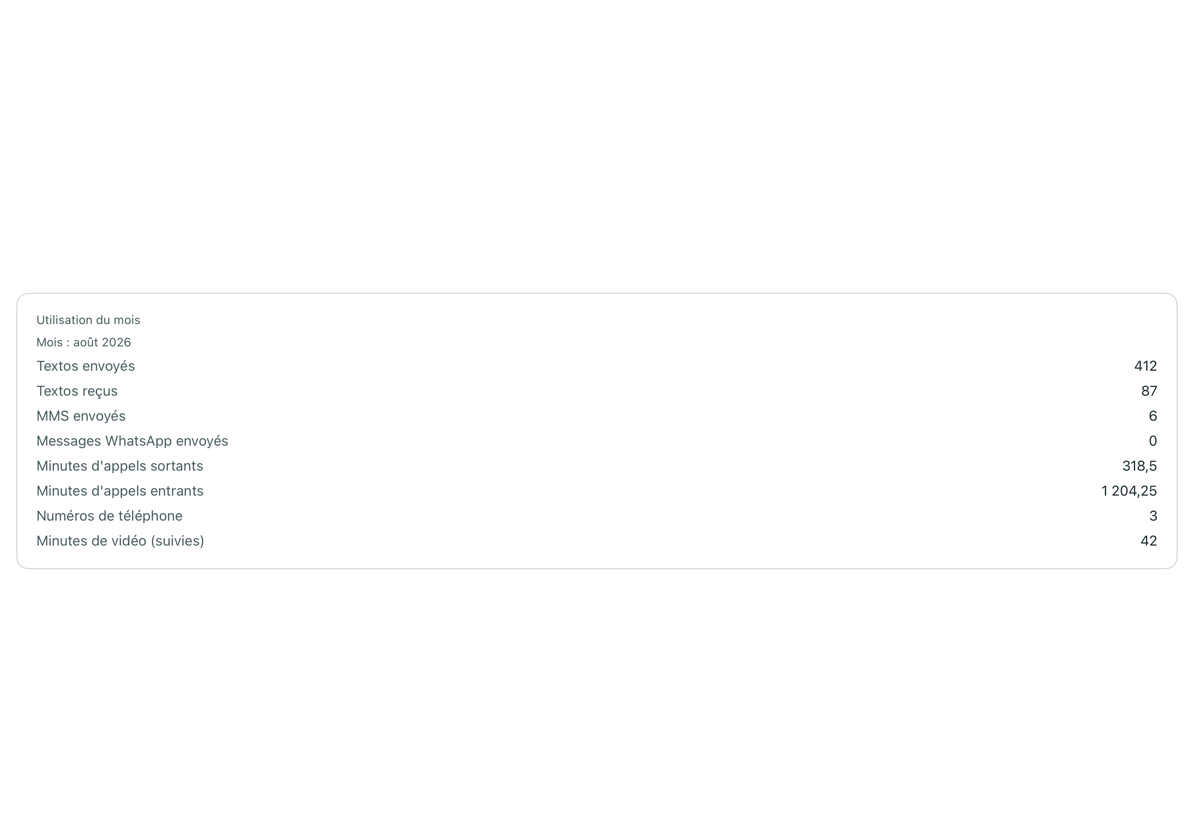 Utilisation du mois
Mois : août 2026
Textos envoyés 412
Textos reçus 87
MMS envoyés 6
Messages WhatsApp envoyés 0
Minutes d'appels sortants 318,5
Minutes d'appels entrants 1 204,25
Numéros de téléphone 3
Minutes de vidéo (suivies) 42